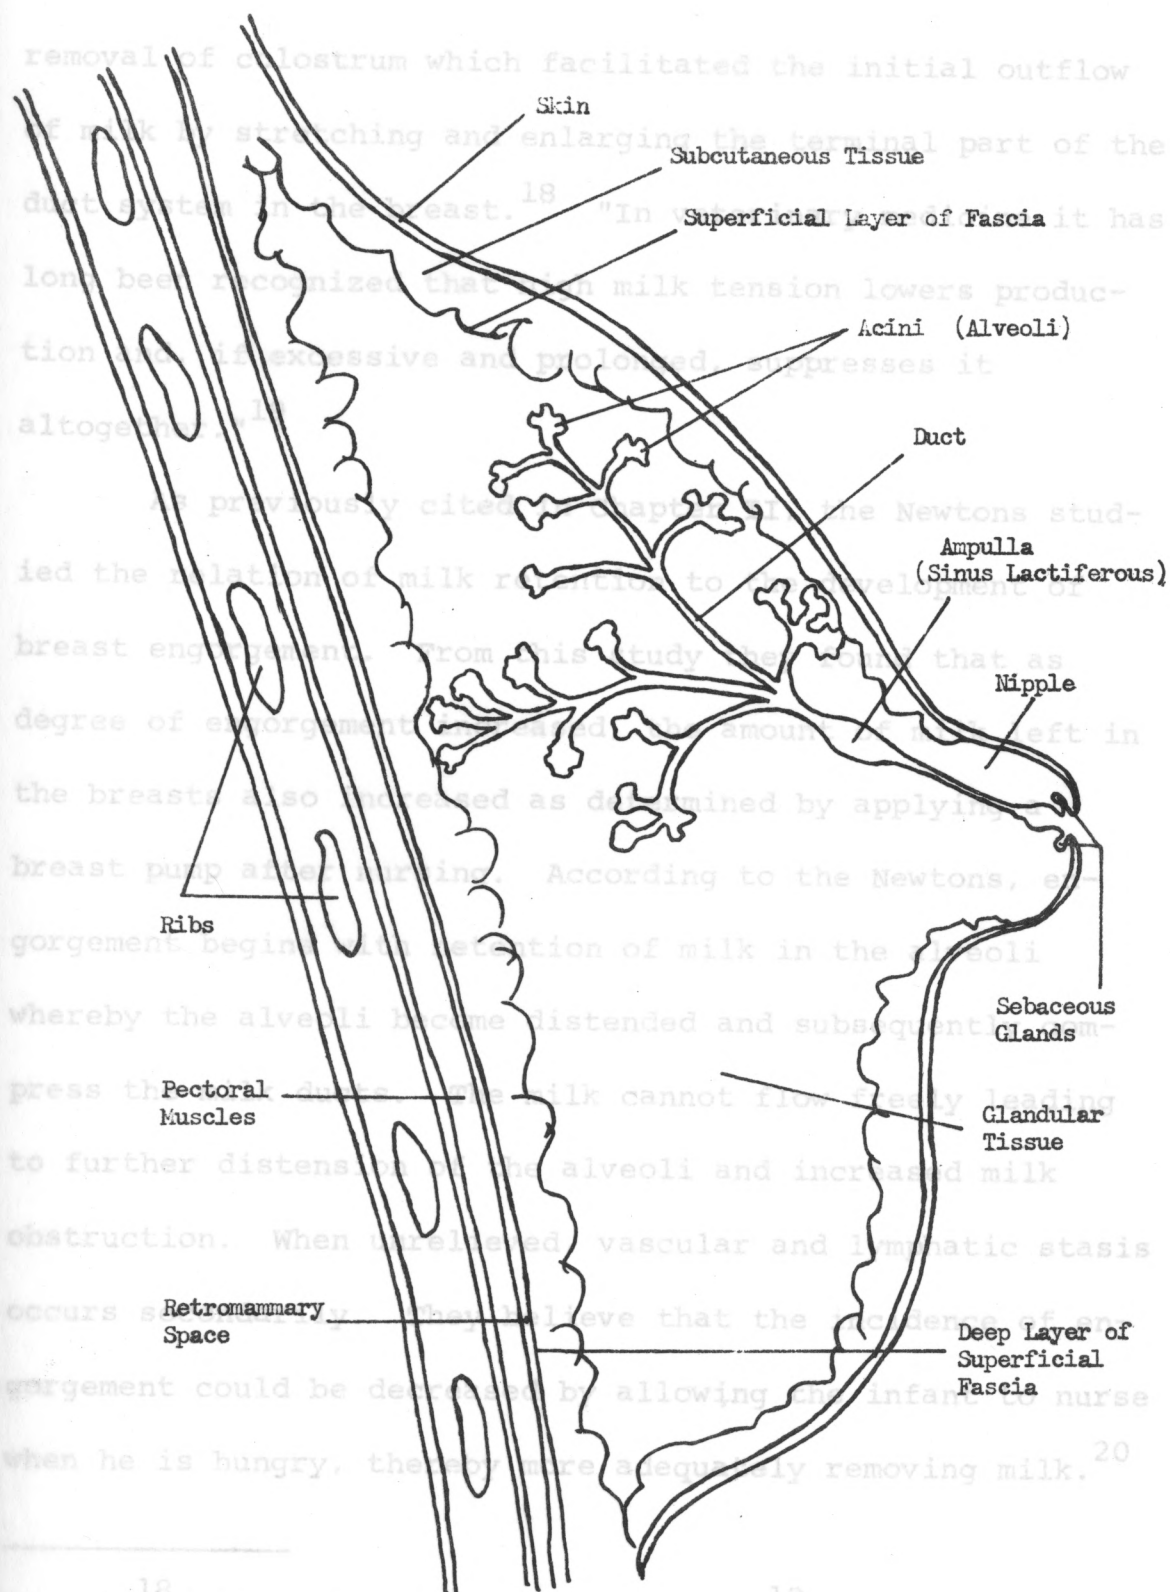 removal of colostrum which facilitated the initial outflow
Skin
of milk by stretching and enlarging the terminal part of the
Subcutaneous Tissue
duct system in the breast.18 "In veterinary medicine it has
Superficial Layer of Fascia
long been recognized that high milk tension lowers produc-
Acini (Alveoli)
tion and, if excessive and prolonged, suppresses it
altogether."19
Duct
As previously cited in Chapter II, the Newtons stud-
Ampulla
(Sinus Lactiferous)
ied the relation of milk retention to the development of
breast engorgement. From this study they found that as
Nipple
degree of engorgement increased, the amount of milk left in
the breasts also increased as determined by applying a
breast pump after nursing. According to the Newtons, en-
Ribs
gorgement begins with retention of milk in the alveoli
Sebaceous
Glands
whereby the alveoli become distended and subsequently com-
Pectoral
Muscles
press the milk ducts. The milk cannot flow freely leading
Glandular
Tissue
to further distension of the alveoli and increased milk
obstruction. When unrelieved, vascular and lymphatic stasis
Retromammary
Space
occurs secondarily. They believe that the incidence of en-
Deep Layer of
Superficial
Fascia
gorgement could be decreased by allowing the infant to nurse
when he is hungry, thereby more adequately removing milk.20
18 19